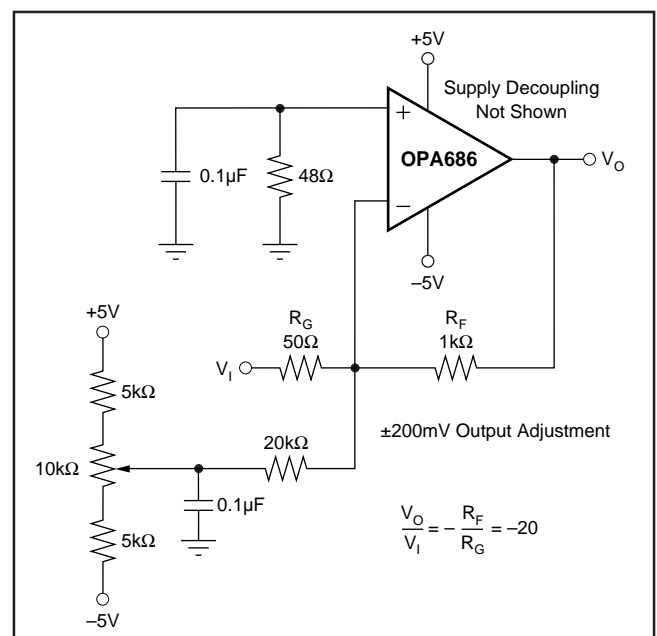 +5V
Supply Decoupling
Not Shown
+
OPA686
–
0.1µF
48Ω
V_O
–5V
+5V
R_G
50Ω
R_F
1kΩ
V_I
5kΩ
20kΩ
±200mV Output Adjustment
10kΩ
0.1µF
5kΩ
V_O/V_I = – R_F/R_G = –20
–5V